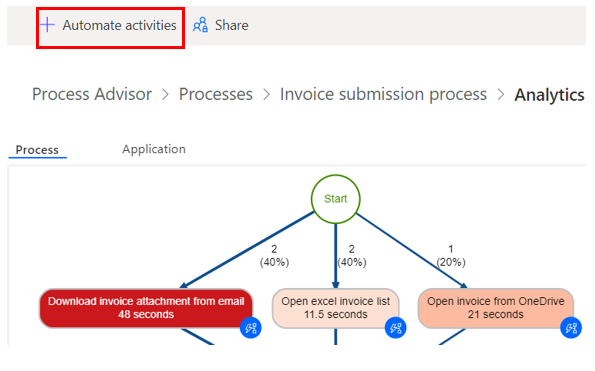 Automate activities Share
Process Advisor > Processes > Invoice submission process > Analytics
Process Application
Start
2 2 1
(40%) (40%) (20%)
Download invoice attachment from email
48 seconds
Open excel invoice list
11.5 seconds
Open invoice from OneDrive
21 seconds